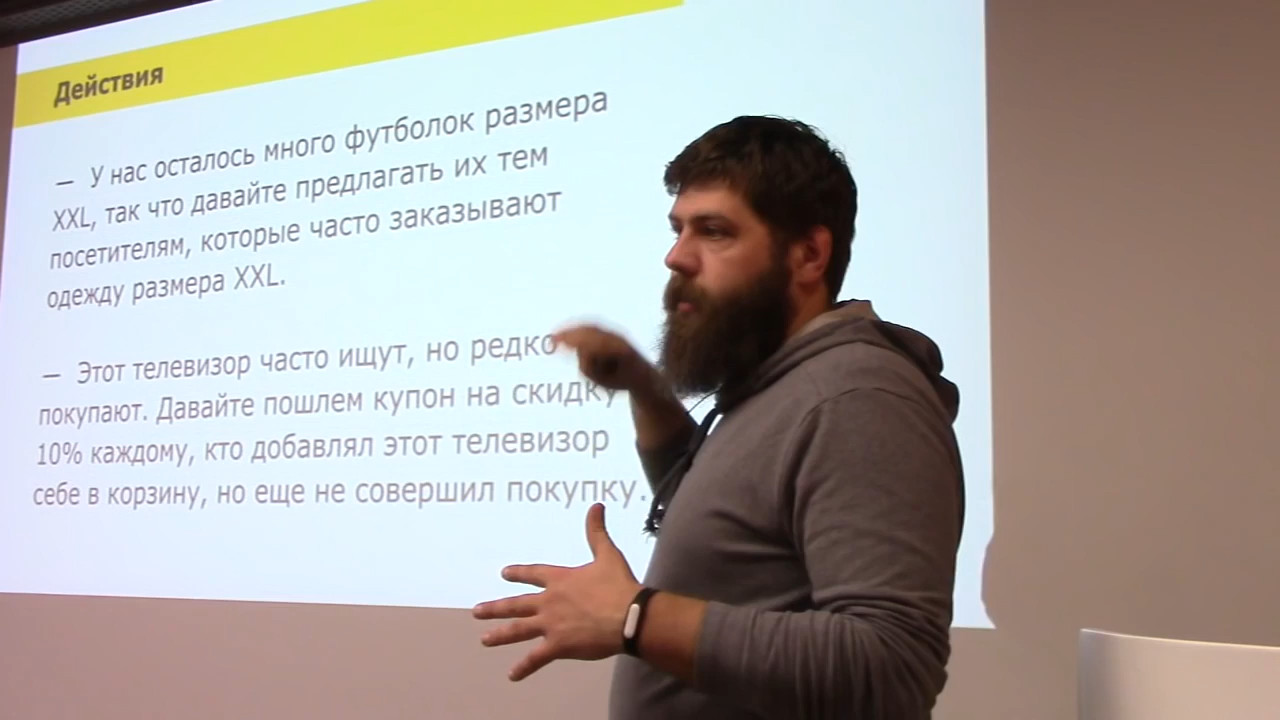 Действия
— У нас осталось много футболок размера
XXL, так что давайте предлагать их тем
посетителям, которые часто заказывают
одежду размера XXL.
— Этот телевизор часто ищут, но редко
покупают. Давайте пошлем купон на скидку
10% каждому, кто добавлял этот телевизор
себе в корзину, но еще не совершил покупку.